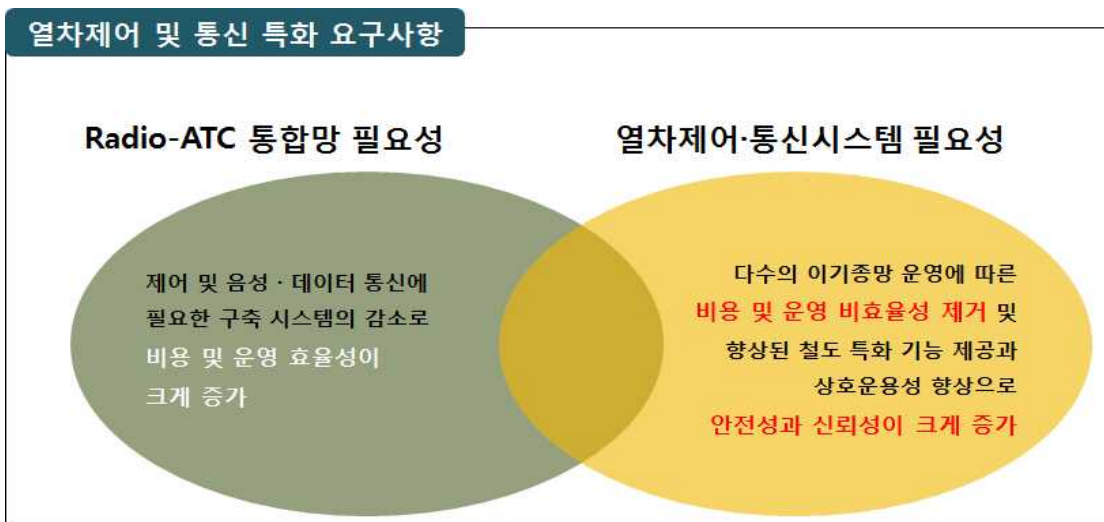 열차제어 및 통신 특화 요구사항
Radio-ATC 통합망 필요성
제어 및 음성 · 데이터 통신에
필요한 구축 시스템의 감소로
비용 및 운영 효율성이
크게 증가
열차제어·통신시스템 필요성
다수의 이기종망 운영에 따른
비용 및 운영 비효율성 제거 및
향상된 철도 특화 기능 제공과
상호운용성 향상으로
안전성과 신뢰성이 크게 증가